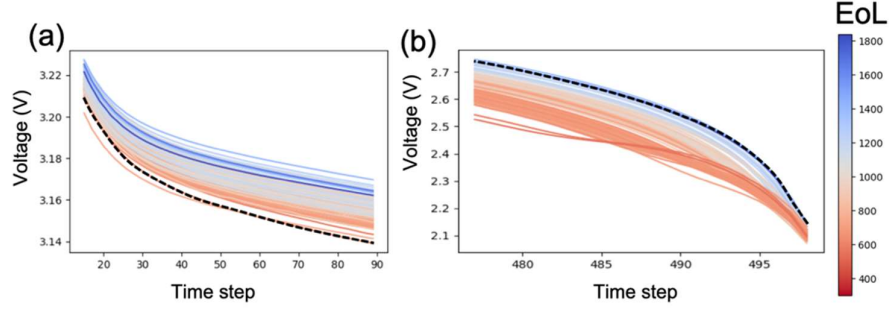 (a)
Voltage (V)
3.22
3.20
3.18
3.16
3.14
20 30 40 50 60 70 80 90
Time step
(b)
Voltage (V)
2.7
2.6
2.5
2.4
2.3
2.2
2.1
480 485 490 495
Time step
EoL
1800
1600
1400
1200
1000
800
600
400